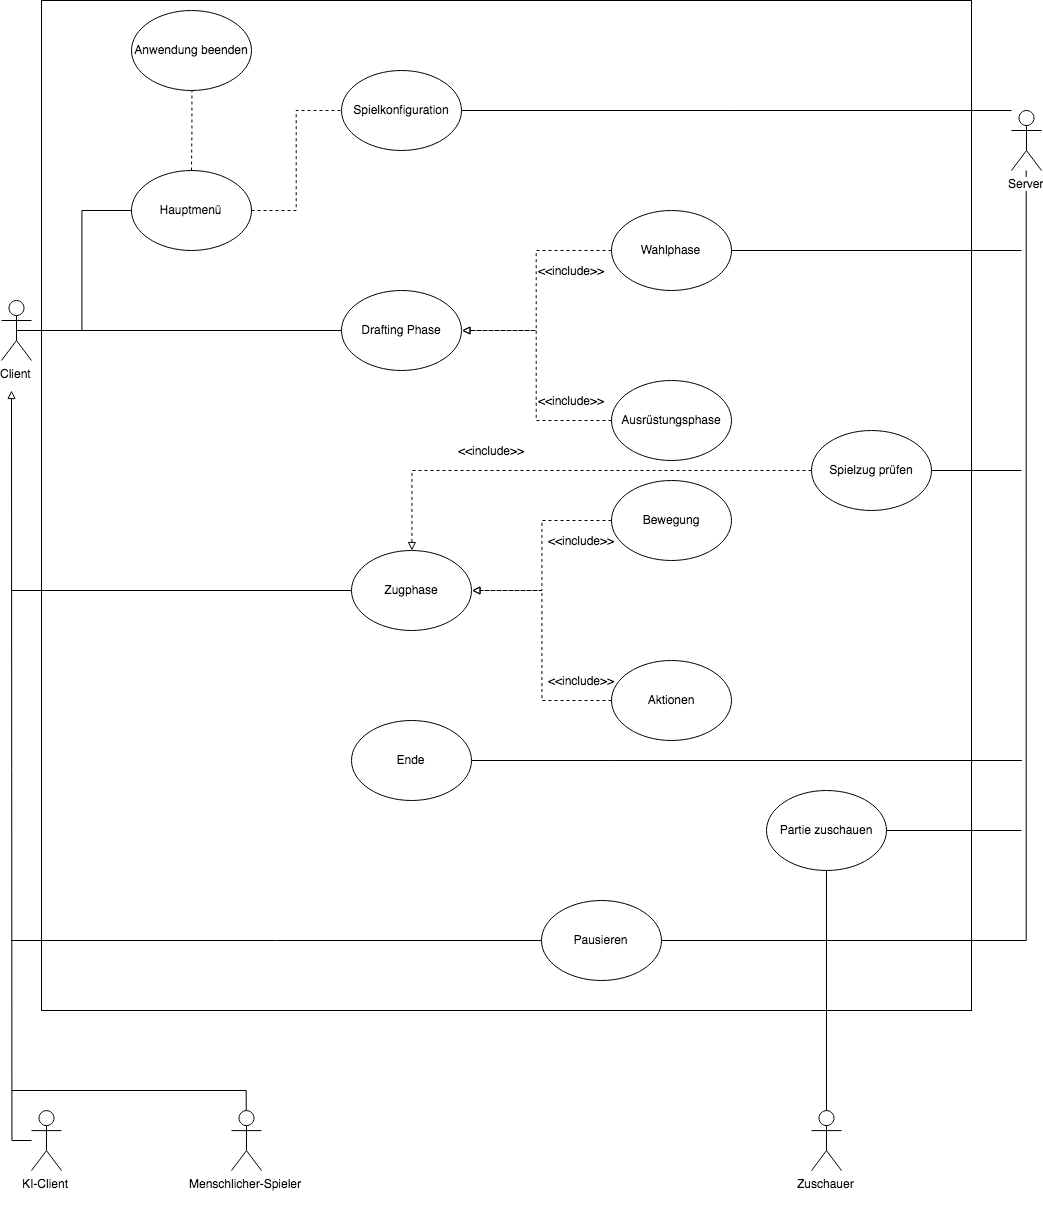 Anwendung beenden
Spielkonfiguration
Server
Hauptmenü
Wahlphase
<<include>>
Drafting Phase
Client
<<include>>
Ausrüstungsphase
<<include>>
Spielzug prüfen
Bewegung
<<include>>
Zugphase
<<include>>
Aktionen
Ende
Partie zuschauen
Pausieren
KI-Client
Menschlicher-Spieler
Zuschauer